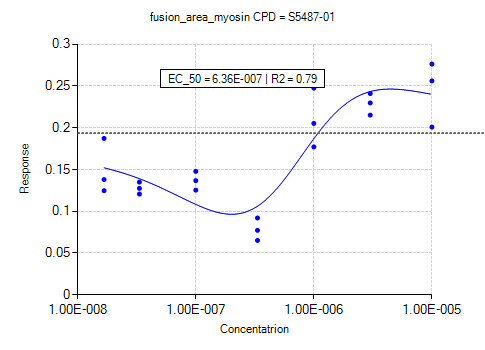 fusion_area_myosin CPD = S5487-01
0.3
EC_50 = 6.36E-007 | R2 = 0.79
0.25
0.2
Response
0.15
0.1
0.05
0
1.00E-008 1.00E-007 1.00E-006 1.00E-005
Concentatrion